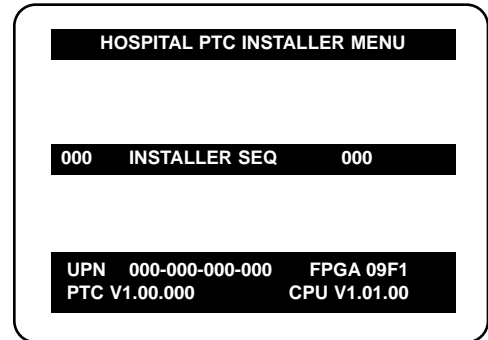 HOSPITAL PTC INSTALLER MENU
000 INSTALLER SEQ 000
UPN 000-000-000-000 FPGA 09F1
PTC V1.00.000 CPU V1.01.00